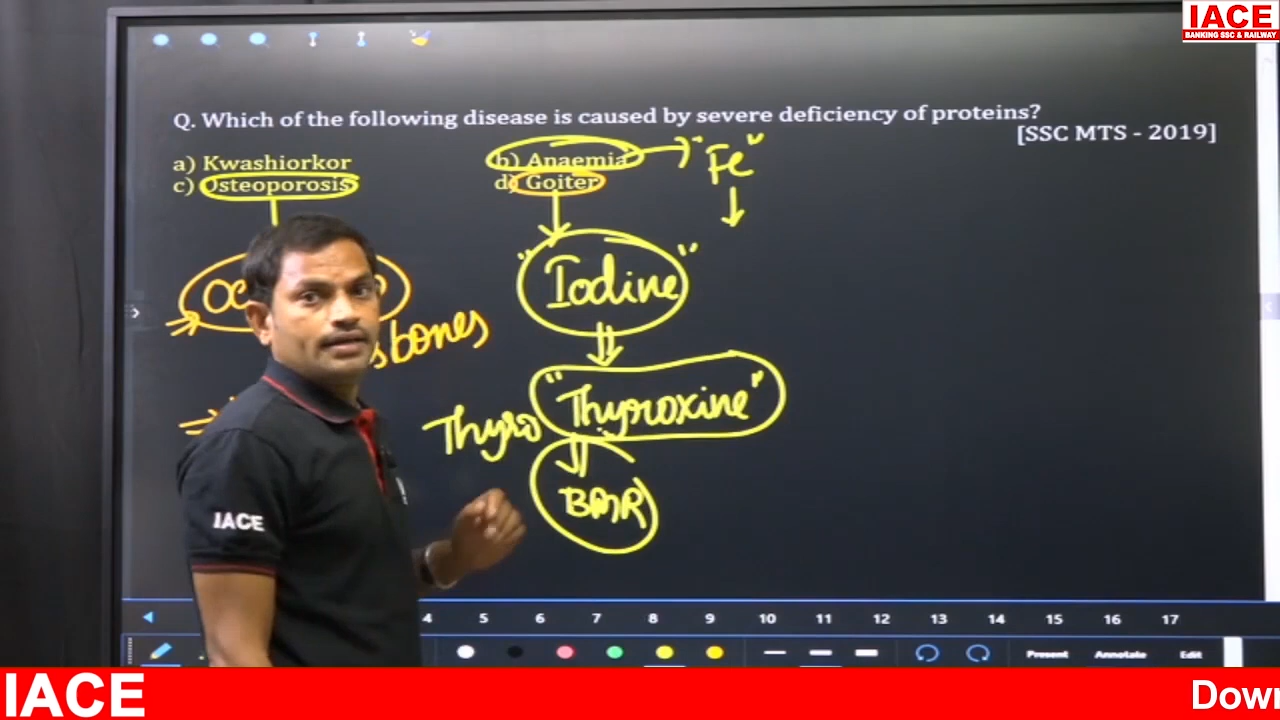 IACE
BANKING SSC & RAILWAY
Q. Which of the following disease is caused by severe deficiency of proteins?
[SSC MTS - 2019]
a) Kwashiorkor b) Anaemia → "Fe"
c) Osteoporosis d) Goiter
"Iodine"
bones
"Thyroxine"
Thyro
BMR
IACE
4 5 6 7 8 9 10 11 12 13 14 15 16 17
Present Annotate Edit
IACE